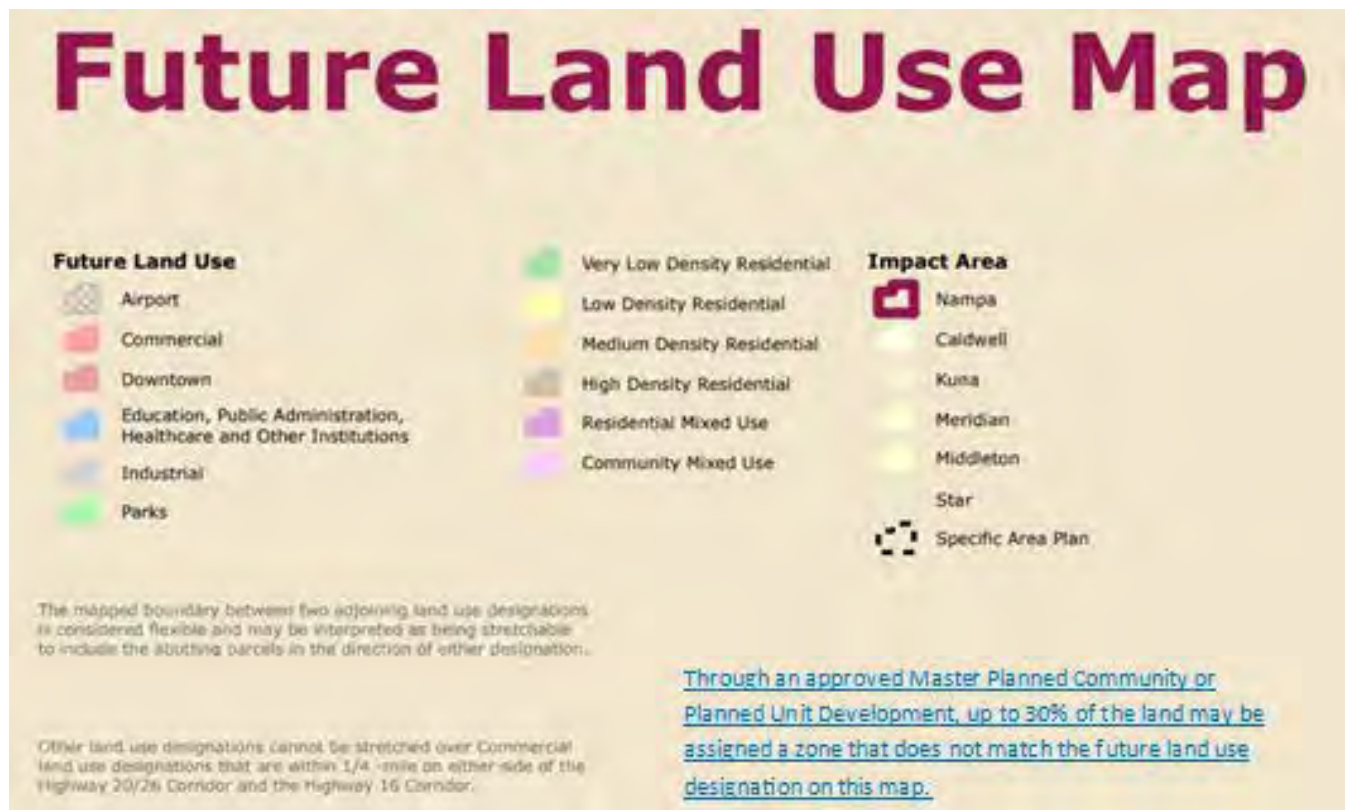 Future Land Use Map
Future Land Use
Airport
Commercial
Downtown
Education, Public Administration,
Healthcare and Other Institutions
Industrial
Parks
Very Low Density Residential
Low Density Residential
Medium Density Residential
High Density Residential
Residential Mixed Use
Community Mixed Use
Impact Area
Nampa
Caldwell
Kuna
Meridian
Middleton
Star
Specific Area Plan
The mapped boundary between two adjoining land use designations
is considered flexible and may be interpreted as being stretchable
to include the abutting parcels in the direction of either designation.
Other land use designations cannot be stretched over Commercial
land use designations that are within 1/4 -mile on either side of the
Highway 20/26 Corridor and the Highway 16 Corridor.
Through an approved Master Planned Community or
Planned Unit Development, up to 30% of the land may be
assigned a zone that does not match the future land use
designation on this map.